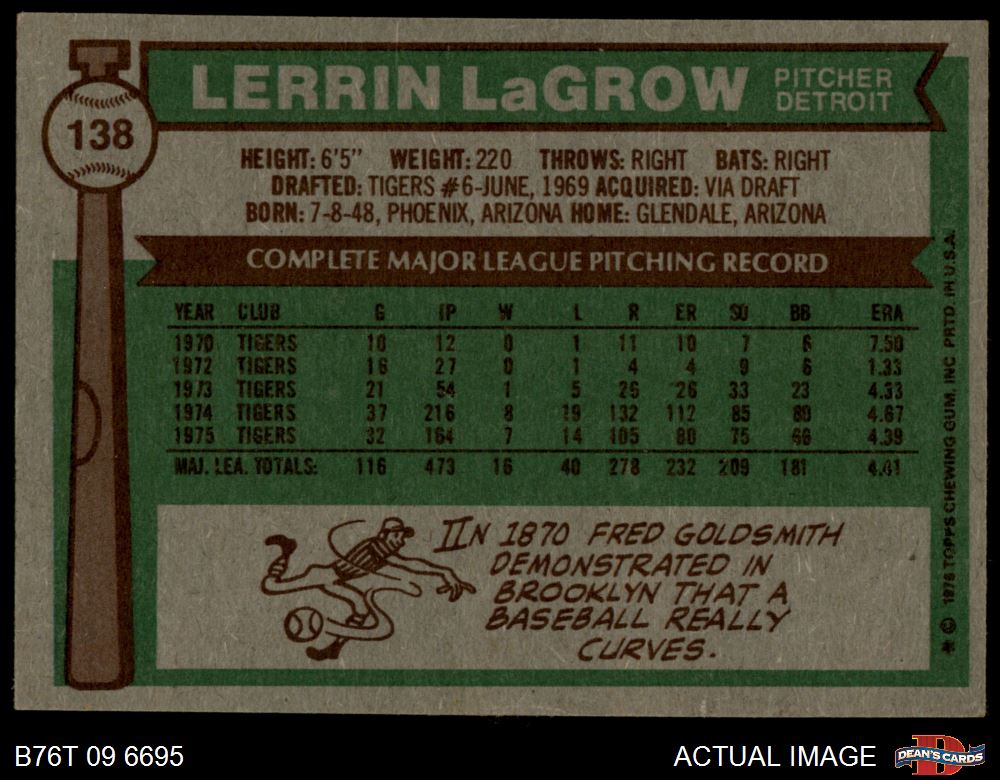 LERRIN LaGROW PITCHER DETROIT
138
HEIGHT: 6'5" WEIGHT: 220 THROWS: RIGHT BATS: RIGHT
DRAFTED: TIGERS #6-JUNE, 1969 ACQUIRED: VIA DRAFT
BORN: 7-8-48, PHOENIX, ARIZONA HOME: GLENDALE, ARIZONA
COMPLETE MAJOR LEAGUE PITCHING RECORD
YEAR CLUB G IP W L R ER SO BB ERA
1970 TIGERS 10 12 0 1 11 10 7 6 7.50
1972 TIGERS 16 27 0 1 4 4 9 6 1.33
1973 TIGERS 21 54 1 5 26 26 33 23 4.33
1974 TIGERS 37 216 8 19 132 112 85 80 4.67
1975 TIGERS 32 164 7 14 105 80 75 66 4.39
MAJ. LEA. TOTALS: 116 473 16 40 278 232 209 181 4.41
IN 1870 FRED GOLDSMITH
DEMONSTRATED IN
BROOKLYN THAT A
BASEBALL REALLY
CURVES.
* © 1976 TOPPS CHEWING GUM, INC. PRTD. IN U.S.A.
B76T 09 6695
ACTUAL IMAGE
DEAN'S CARDS